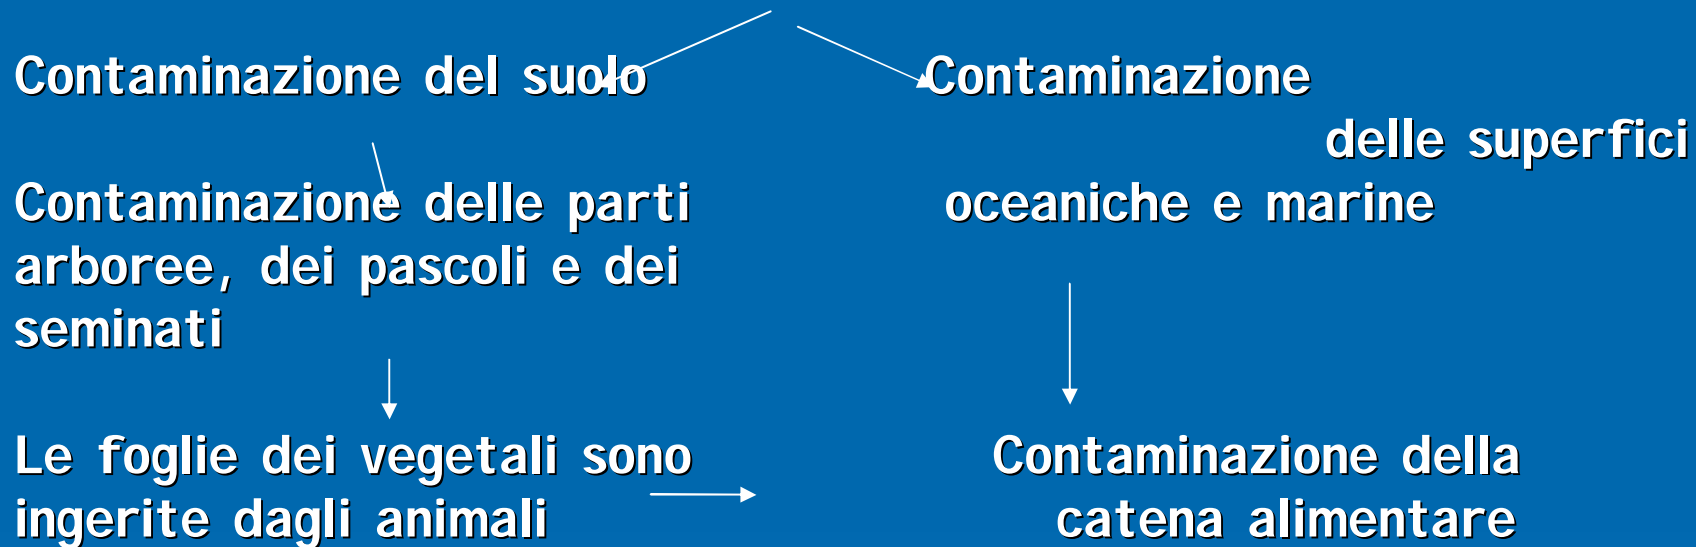 Contaminazione del suolo
Contaminazione delle parti
arboree, dei pascoli e dei
seminati
Le foglie dei vegetali sono
ingerite dagli animali
Contaminazione
delle superfici
oceaniche e marine
Contaminazione della
catena alimentare